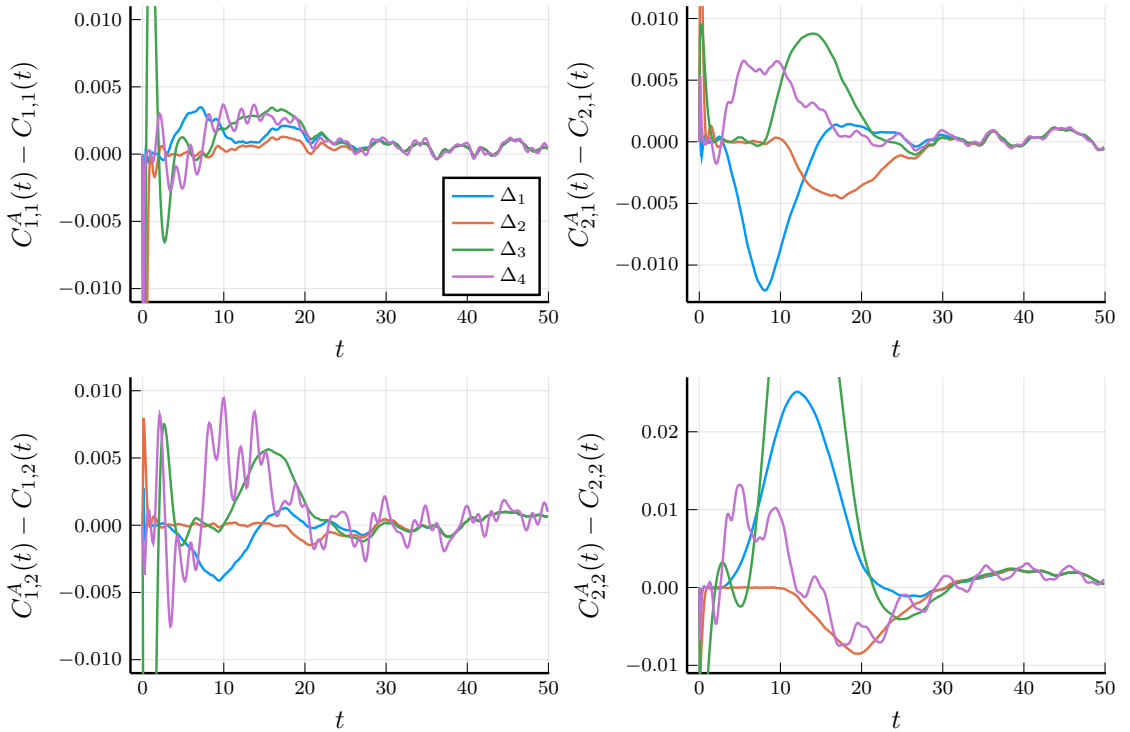 C^A_{1,1}(t) − C_{1,1}(t)
0.010
0.005
0.000
−0.005
−0.010
0 10 20 30 40 50
t
Δ₁
Δ₂
Δ₃
Δ₄
C^A_{2,1}(t) − C_{2,1}(t)
0.010
0.005
0.000
−0.005
−0.010
0 10 20 30 40 50
t
C^A_{1,2}(t) − C_{1,2}(t)
0.010
0.005
0.000
−0.005
−0.010
0 10 20 30 40 50
t
C^A_{2,2}(t) − C_{2,2}(t)
0.02
0.01
0.00
−0.01
0 10 20 30 40 50
t